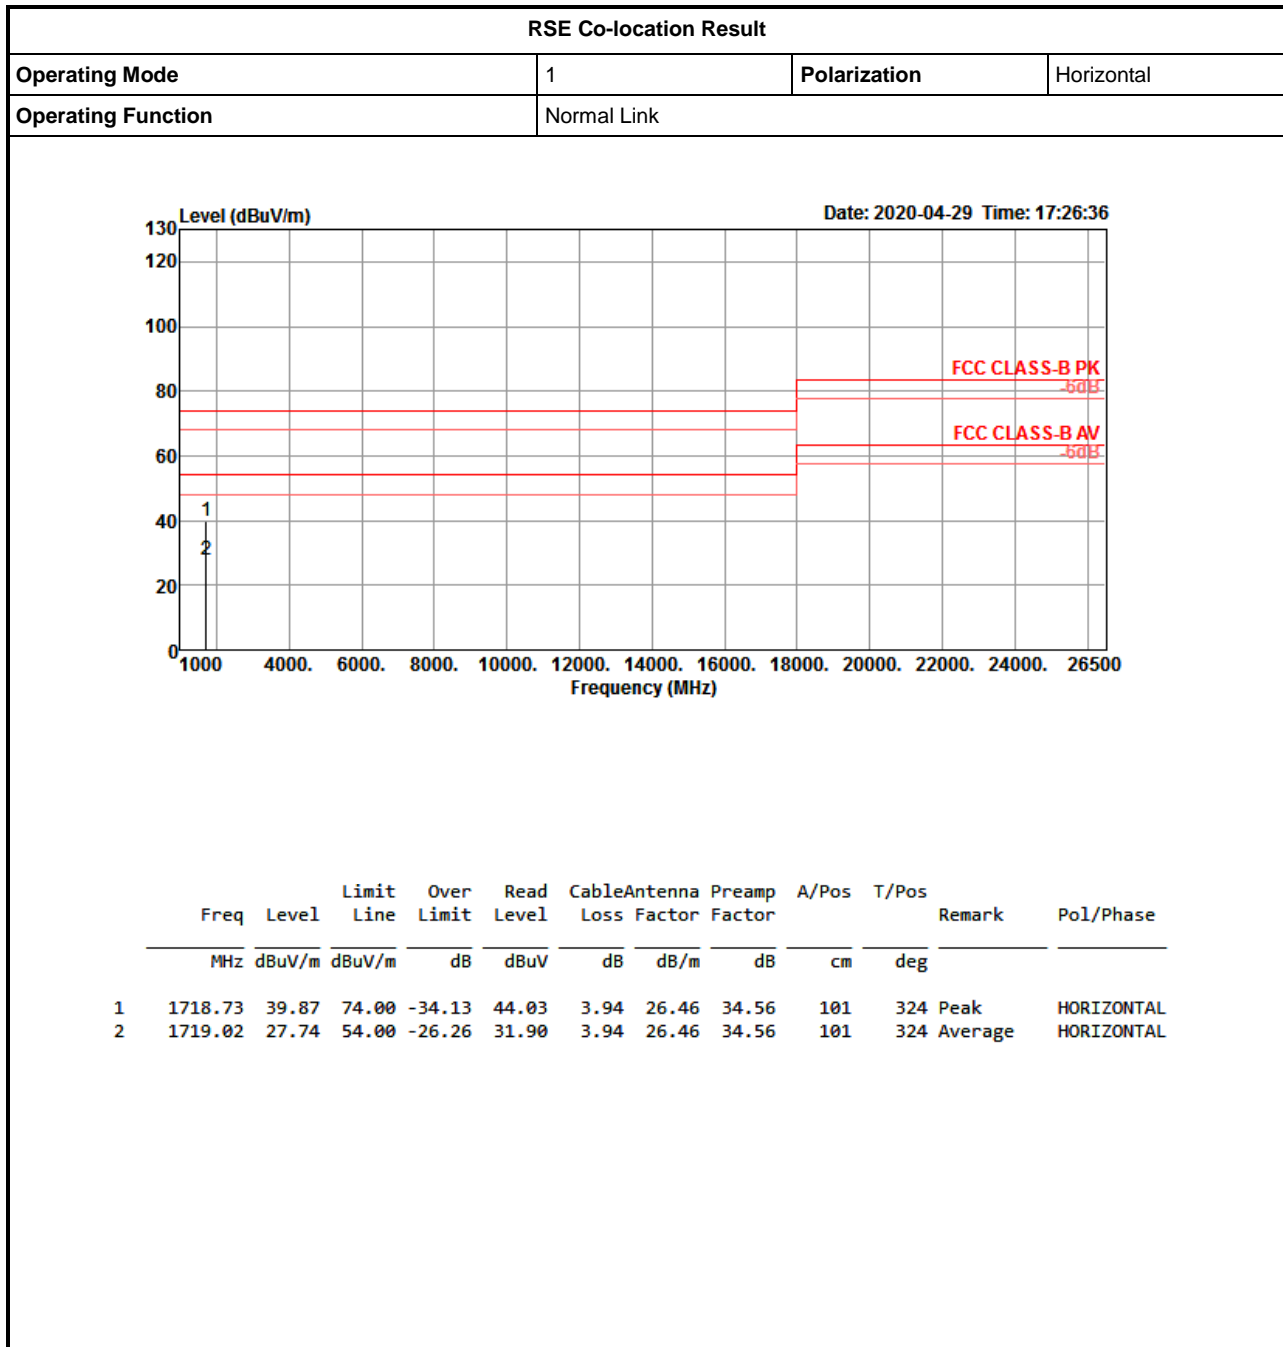 RSE Co-location Result
Operating Mode 1 Polarization Horizontal
Operating Function Normal Link
Level (dBuV/m) Date: 2020-04-29 Time: 17:26:36
130
120
100
FCC CLASS-B PK
80
-6dB
FCC CLASS-B AV
60
-6dB
1
40
2
20
0
1000 4000. 6000. 8000. 10000. 12000. 14000. 16000. 18000. 20000. 22000. 24000. 26500
Frequency (MHz)
Limit Over Read CableAntenna Preamp A/Pos T/Pos
Freq Level Line Limit Level Loss Factor Factor Remark Pol/Phase
MHz dBuV/m dBuV/m dB dBuV dB dB/m dB cm deg
1 1718.73 39.87 74.00 -34.13 44.03 3.94 26.46 34.56 101 324 Peak HORIZONTAL
2 1719.02 27.74 54.00 -26.26 31.90 3.94 26.46 34.56 101 324 Average HORIZONTAL